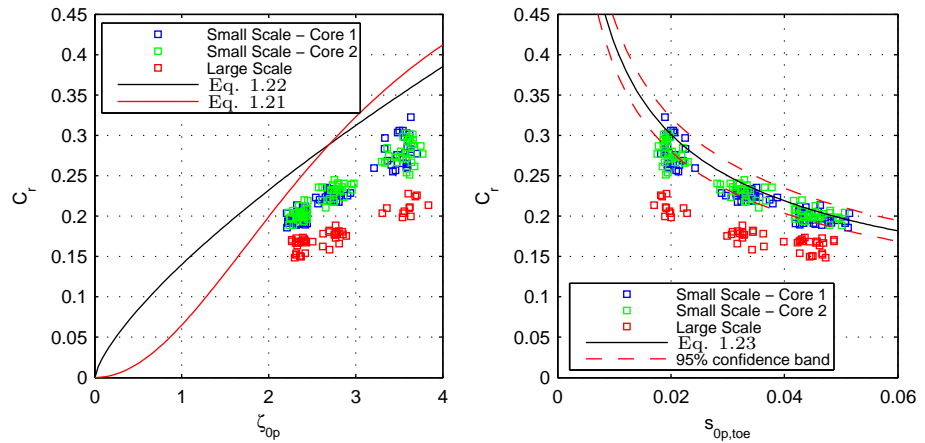 0.45
0.4
0.35
0.3
0.25
0.2
0.15
0.1
0.05
0
C_r
Small Scale − Core 1
Small Scale − Core 2
Large Scale
Eq. 1.22
Eq. 1.21
0 1 2 3 4
ζ_0p
0.45
0.4
0.35
0.3
0.25
0.2
0.15
0.1
0.05
0
C_r
Small Scale − Core 1
Small Scale − Core 2
Large Scale
Eq. 1.23
95% confidence band
0 0.02 0.04 0.06
s_0p,toe